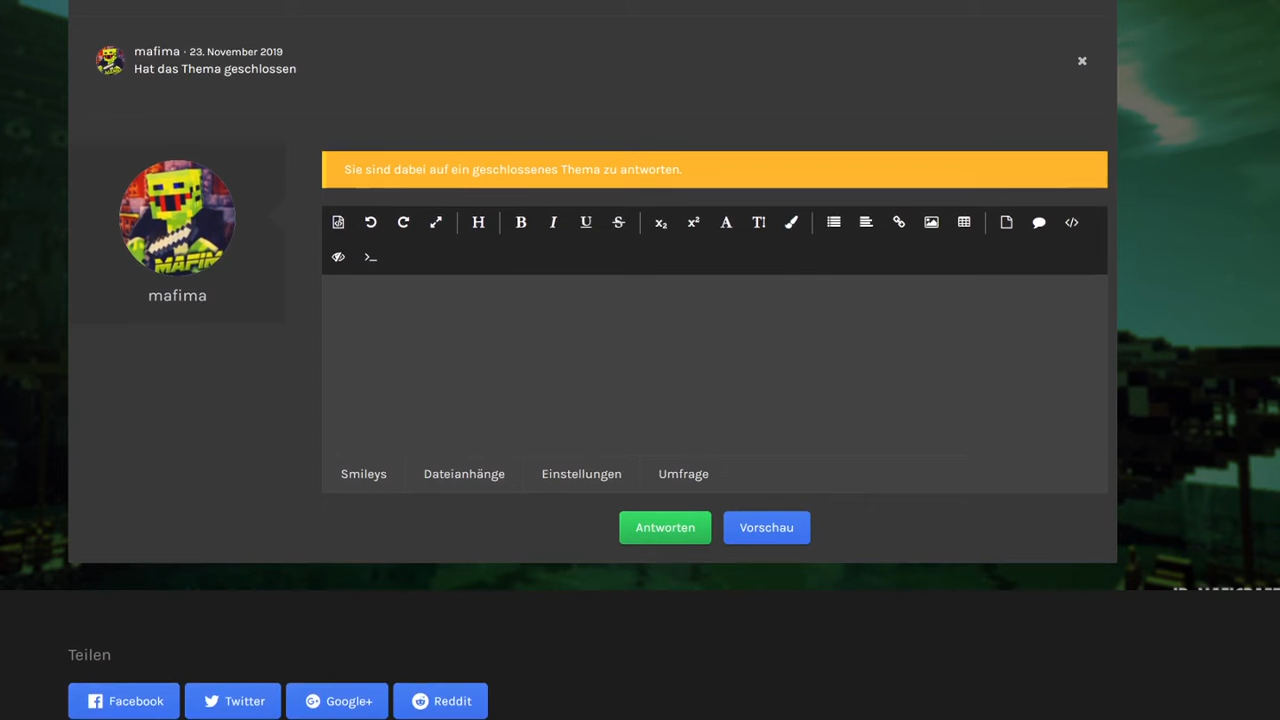 mafima · 23. November 2019
Hat das Thema geschlossen
MAFIM
mafima
Sie sind dabei auf ein geschlossenes Thema zu antworten.
Smileys Dateianhänge Einstellungen Umfrage
Antworten Vorschau
Teilen
Facebook Twitter Google+ Reddit